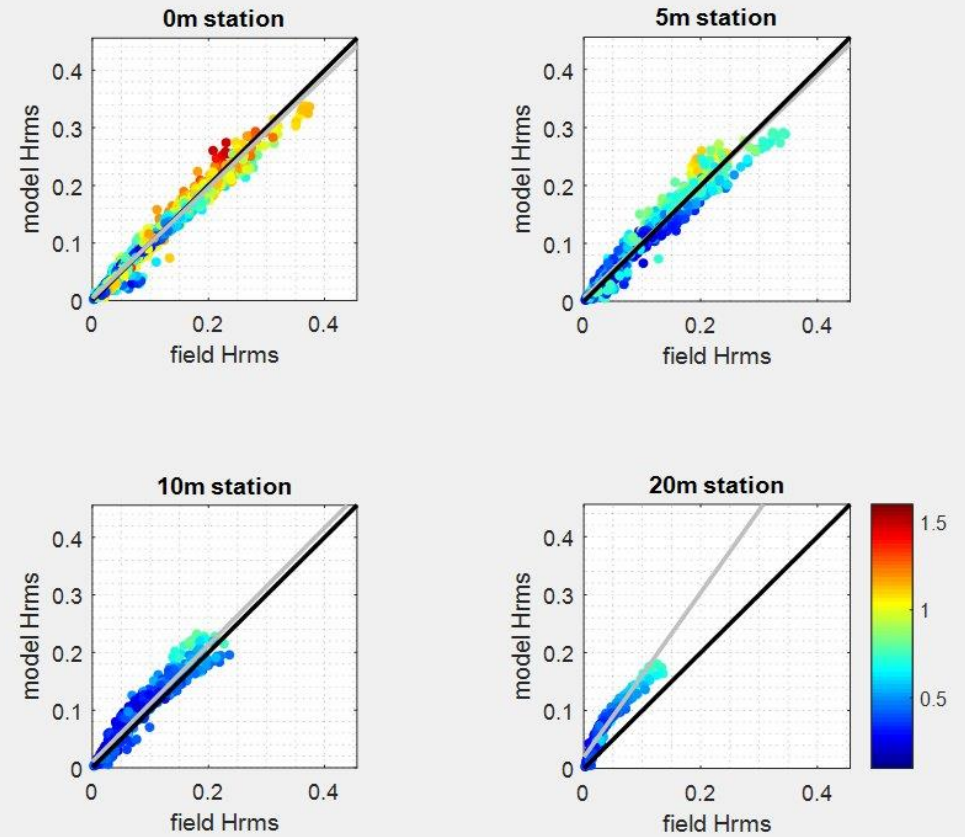 0m station
0.4
0.3
0.2
0.1
0
0 0.2 0.4
model Hrms
field Hrms
5m station
0.4
0.3
0.2
0.1
0
0 0.2 0.4
model Hrms
field Hrms
10m station
0.4
0.3
0.2
0.1
0
0 0.2 0.4
model Hrms
field Hrms
20m station
0.4
0.3
0.2
0.1
0
0 0.2 0.4
model Hrms
field Hrms
1.5
1
0.5